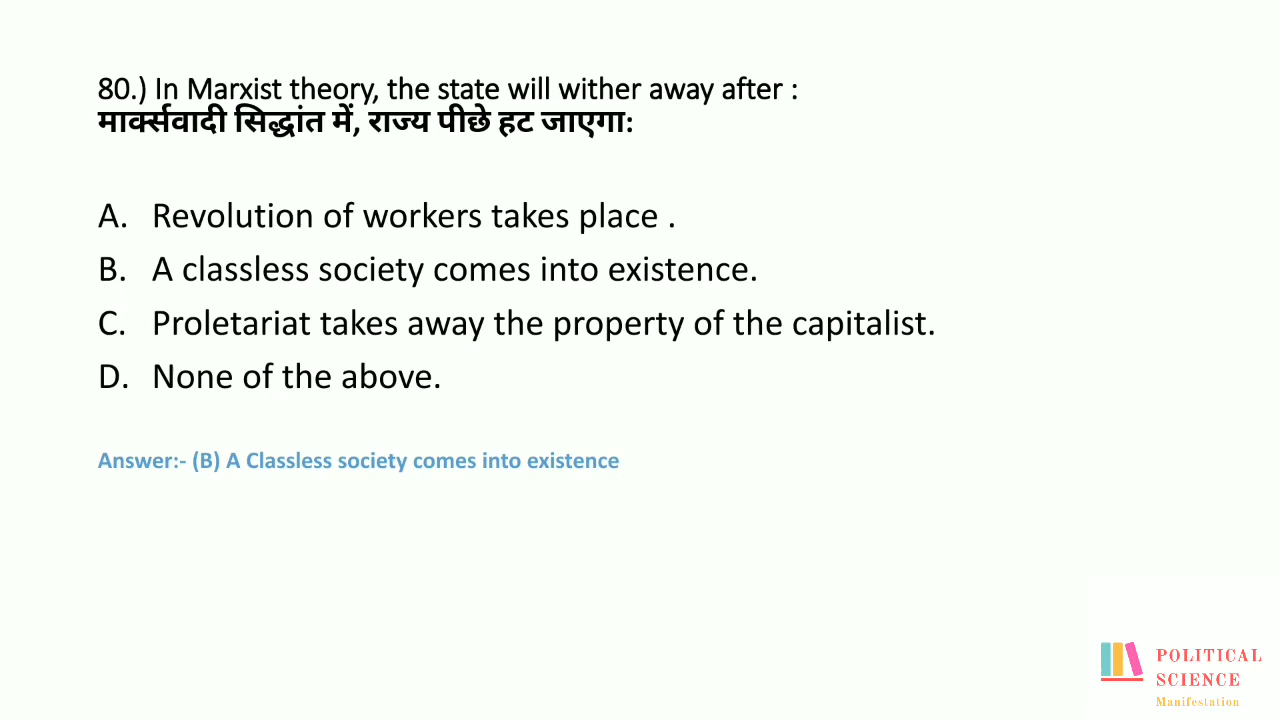 80.) In Marxist theory, the state will wither away after :
मार्क्सवादी सिद्धांत में, राज्य पीछे हट जाएगा:
A. Revolution of workers takes place .
B. A classless society comes into existence.
C. Proletariat takes away the property of the capitalist.
D. None of the above.
Answer:- (B) A Classless society comes into existence
POLITICAL
SCIENCE
Manifestation